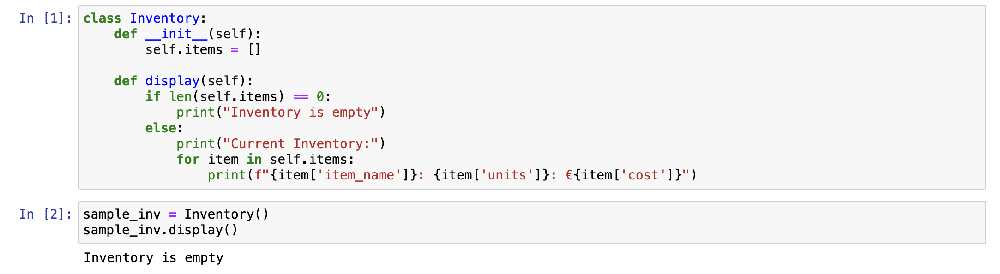 In [1]: class Inventory:
    def __init__(self):
        self.items = []

    def display(self):
        if len(self.items) == 0:
            print("Inventory is empty")
        else:
            print("Current Inventory:")
            for item in self.items:
                print(f"{item['item_name']}: {item['units']}: €{item['cost']}")
In [2]: sample_inv = Inventory()
sample_inv.display()
Inventory is empty